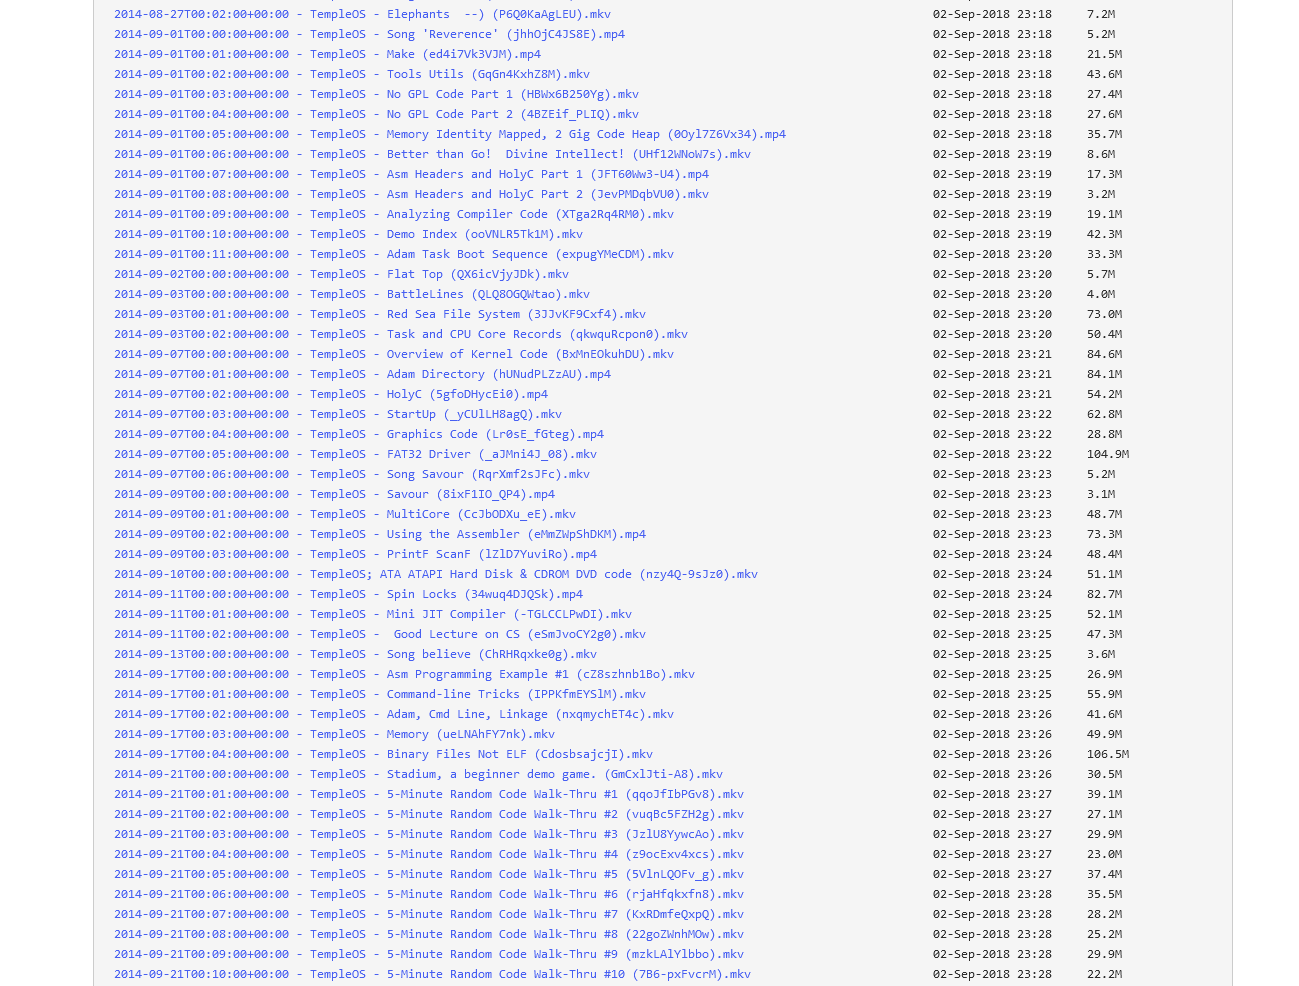 2014-08-27T00:02:00+00:00 - TempleOS - Elephants  --) (P6Q0KaAgLEU).mkv 02-Sep-2018 23:18 7.2M
2014-09-01T00:00:00+00:00 - TempleOS - Song 'Reverence' (jhhOjC4JS8E).mp4 02-Sep-2018 23:18 5.2M
2014-09-01T00:01:00+00:00 - TempleOS - Make (ed4i7Vk3VJM).mp4 02-Sep-2018 23:18 21.5M
2014-09-01T00:02:00+00:00 - TempleOS - Tools Utils (GqGn4KxhZ8M).mkv 02-Sep-2018 23:18 43.6M
2014-09-01T00:03:00+00:00 - TempleOS - No GPL Code Part 1 (HBWx6B250Yg).mkv 02-Sep-2018 23:18 27.4M
2014-09-01T00:04:00+00:00 - TempleOS - No GPL Code Part 2 (4BZEif_PLIQ).mkv 02-Sep-2018 23:18 27.6M
2014-09-01T00:05:00+00:00 - TempleOS - Memory Identity Mapped, 2 Gig Code Heap (0Oyl7Z6Vx34).mp4 02-Sep-2018 23:18 35.7M
2014-09-01T00:06:00+00:00 - TempleOS - Better than Go!  Divine Intellect! (UHf12WNoW7s).mkv 02-Sep-2018 23:19 8.6M
2014-09-01T00:07:00+00:00 - TempleOS - Asm Headers and HolyC Part 1 (JFT60Ww3-U4).mp4 02-Sep-2018 23:19 17.3M
2014-09-01T00:08:00+00:00 - TempleOS - Asm Headers and HolyC Part 2 (JevPMDqbVU0).mkv 02-Sep-2018 23:19 3.2M
2014-09-01T00:09:00+00:00 - TempleOS - Analyzing Compiler Code (XTga2Rq4RM0).mkv 02-Sep-2018 23:19 19.1M
2014-09-01T00:10:00+00:00 - TempleOS - Demo Index (ooVNLR5Tk1M).mkv 02-Sep-2018 23:19 42.3M
2014-09-01T00:11:00+00:00 - TempleOS - Adam Task Boot Sequence (expugYMeCDM).mkv 02-Sep-2018 23:20 33.3M
2014-09-02T00:00:00+00:00 - TempleOS - Flat Top (QX6icVjyJDk).mkv 02-Sep-2018 23:20 5.7M
2014-09-03T00:00:00+00:00 - TempleOS - BattleLines (QLQ8OGQWtao).mkv 02-Sep-2018 23:20 4.0M
2014-09-03T00:01:00+00:00 - TempleOS - Red Sea File System (3JJvKF9Cxf4).mkv 02-Sep-2018 23:20 73.0M
2014-09-03T00:02:00+00:00 - TempleOS - Task and CPU Core Records (qkwquRcpon0).mkv 02-Sep-2018 23:20 50.4M
2014-09-07T00:00:00+00:00 - TempleOS - Overview of Kernel Code (BxMnEOkuhDU).mkv 02-Sep-2018 23:21 84.6M
2014-09-07T00:01:00+00:00 - TempleOS - Adam Directory (hUNudPLZzAU).mp4 02-Sep-2018 23:21 84.1M
2014-09-07T00:02:00+00:00 - TempleOS - HolyC (5gfoDHycEi0).mp4 02-Sep-2018 23:21 54.2M
2014-09-07T00:03:00+00:00 - TempleOS - StartUp (_yCUlLH8agQ).mkv 02-Sep-2018 23:22 62.8M
2014-09-07T00:04:00+00:00 - TempleOS - Graphics Code (Lr0sE_fGteg).mp4 02-Sep-2018 23:22 28.8M
2014-09-07T00:05:00+00:00 - TempleOS - FAT32 Driver (_aJMni4J_08).mkv 02-Sep-2018 23:22 104.9M
2014-09-07T00:06:00+00:00 - TempleOS - Song Savour (RqrXmf2sJFc).mkv 02-Sep-2018 23:23 5.2M
2014-09-09T00:00:00+00:00 - TempleOS - Savour (8ixF1IO_QP4).mp4 02-Sep-2018 23:23 3.1M
2014-09-09T00:01:00+00:00 - TempleOS - MultiCore (CcJbODXu_eE).mkv 02-Sep-2018 23:23 48.7M
2014-09-09T00:02:00+00:00 - TempleOS - Using the Assembler (eMmZWpShDKM).mp4 02-Sep-2018 23:23 73.3M
2014-09-09T00:03:00+00:00 - TempleOS - PrintF ScanF (lZlD7YuviRo).mp4 02-Sep-2018 23:24 48.4M
2014-09-10T00:00:00+00:00 - TempleOS; ATA ATAPI Hard Disk & CDROM DVD code (nzy4Q-9sJz0).mkv 02-Sep-2018 23:24 51.1M
2014-09-11T00:00:00+00:00 - TempleOS - Spin Locks (34wuq4DJQSk).mp4 02-Sep-2018 23:24 82.7M
2014-09-11T00:01:00+00:00 - TempleOS - Mini JIT Compiler (-TGLCCLPwDI).mkv 02-Sep-2018 23:25 52.1M
2014-09-11T00:02:00+00:00 - TempleOS -  Good Lecture on CS (eSmJvoCY2g0).mkv 02-Sep-2018 23:25 47.3M
2014-09-13T00:00:00+00:00 - TempleOS - Song believe (ChRHRqxke0g).mkv 02-Sep-2018 23:25 3.6M
2014-09-17T00:00:00+00:00 - TempleOS - Asm Programming Example #1 (cZ8szhnb1Bo).mkv 02-Sep-2018 23:25 26.9M
2014-09-17T00:01:00+00:00 - TempleOS - Command-line Tricks (IPPKfmEYSlM).mkv 02-Sep-2018 23:25 55.9M
2014-09-17T00:02:00+00:00 - TempleOS - Adam, Cmd Line, Linkage (nxqmychET4c).mkv 02-Sep-2018 23:26 41.6M
2014-09-17T00:03:00+00:00 - TempleOS - Memory (ueLNAhFY7nk).mkv 02-Sep-2018 23:26 49.9M
2014-09-17T00:04:00+00:00 - TempleOS - Binary Files Not ELF (CdosbsajcjI).mkv 02-Sep-2018 23:26 106.5M
2014-09-21T00:00:00+00:00 - TempleOS - Stadium, a beginner demo game. (GmCxlJti-A8).mkv 02-Sep-2018 23:26 30.5M
2014-09-21T00:01:00+00:00 - TempleOS - 5-Minute Random Code Walk-Thru #1 (qqoJfIbPGv8).mkv 02-Sep-2018 23:27 39.1M
2014-09-21T00:02:00+00:00 - TempleOS - 5-Minute Random Code Walk-Thru #2 (vuqBc5FZH2g).mkv 02-Sep-2018 23:27 27.1M
2014-09-21T00:03:00+00:00 - TempleOS - 5-Minute Random Code Walk-Thru #3 (JzlU8YywcAo).mkv 02-Sep-2018 23:27 29.9M
2014-09-21T00:04:00+00:00 - TempleOS - 5-Minute Random Code Walk-Thru #4 (z9ocExv4xcs).mkv 02-Sep-2018 23:27 23.0M
2014-09-21T00:05:00+00:00 - TempleOS - 5-Minute Random Code Walk-Thru #5 (5VlnLQOFv_g).mkv 02-Sep-2018 23:27 37.4M
2014-09-21T00:06:00+00:00 - TempleOS - 5-Minute Random Code Walk-Thru #6 (rjaHfqkxfn8).mkv 02-Sep-2018 23:28 35.5M
2014-09-21T00:07:00+00:00 - TempleOS - 5-Minute Random Code Walk-Thru #7 (KxRDmfeQxpQ).mkv 02-Sep-2018 23:28 28.2M
2014-09-21T00:08:00+00:00 - TempleOS - 5-Minute Random Code Walk-Thru #8 (22goZWnhMOw).mkv 02-Sep-2018 23:28 25.2M
2014-09-21T00:09:00+00:00 - TempleOS - 5-Minute Random Code Walk-Thru #9 (mzkLAlYlbbo).mkv 02-Sep-2018 23:28 29.9M
2014-09-21T00:10:00+00:00 - TempleOS - 5-Minute Random Code Walk-Thru #10 (7B6-pxFvcrM).mkv 02-Sep-2018 23:28 22.2M